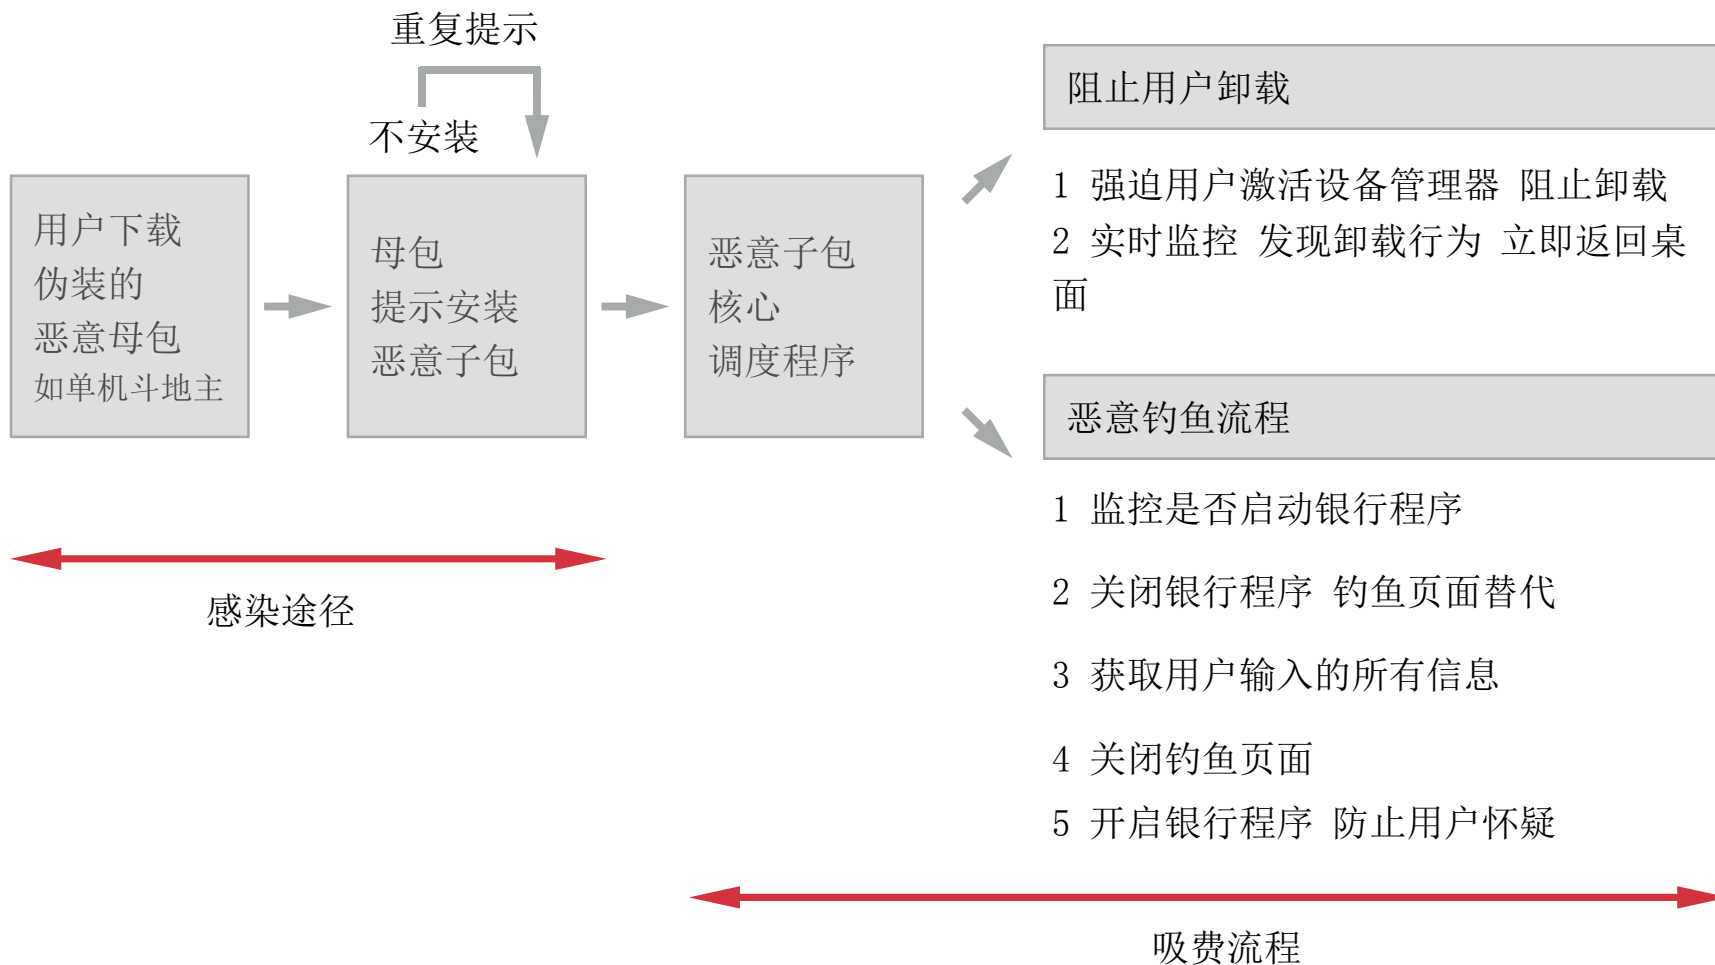 重复提示
不安装
用户下载
伪装的
恶意母包
如单机斗地主
母包
提示安装
恶意子包
恶意子包
核心
调度程序
阻止用户卸载
1 强迫用户激活设备管理器 阻止卸载
2 实时监控 发现卸载行为 立即返回桌
面
恶意钓鱼流程
1 监控是否启动银行程序
2 关闭银行程序 钓鱼页面替代
3 获取用户输入的所有信息
4 关闭钓鱼页面
5 开启银行程序 防止用户怀疑
感染途径
吸费流程